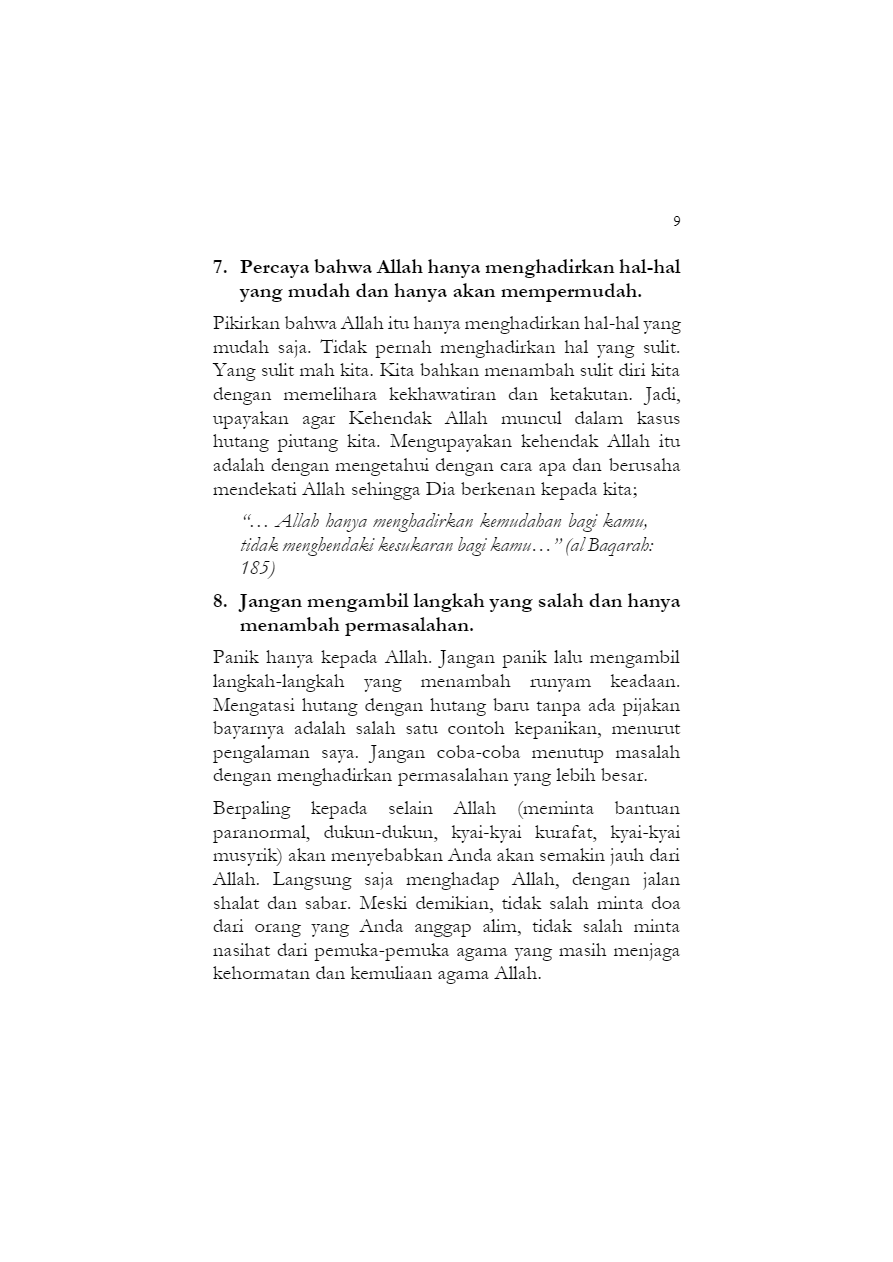 9
7. Percaya bahwa Allah hanya menghadirkan hal-hal
yang mudah dan hanya akan mempermudah.
Pikirkan bahwa Allah itu hanya menghadirkan hal-hal yang
mudah saja. Tidak pernah menghadirkan hal yang sulit.
Yang sulit mah kita. Kita bahkan menambah sulit diri kita
dengan memelihara kekhawatiran dan ketakutan. Jadi,
upayakan agar Kehendak Allah muncul dalam kasus
hutang piutang kita. Mengupayakan kehendak Allah itu
adalah dengan mengetahui dengan cara apa dan berusaha
mendekati Allah sehingga Dia berkenan kepada kita;
“… Allah hanya menghadirkan kemudahan bagi kamu,
tidak menghendaki kesukaran bagi kamu…” (al Baqarah:
185)
8. Jangan mengambil langkah yang salah dan hanya
menambah permasalahan.
Panik hanya kepada Allah. Jangan panik lalu mengambil
langkah-langkah yang menambah runyam keadaan.
Mengatasi hutang dengan hutang baru tanpa ada pijakan
bayarnya adalah salah satu contoh kepanikan, menurut
pengalaman saya. Jangan coba-coba menutup masalah
dengan menghadirkan permasalahan yang lebih besar.
Berpaling kepada selain Allah (meminta bantuan
paranormal, dukun-dukun, kyai-kyai kurafat, kyai-kyai
musyrik) akan menyebabkan Anda akan semakin jauh dari
Allah. Langsung saja menghadap Allah, dengan jalan
shalat dan sabar. Meski demikian, tidak salah minta doa
dari orang yang Anda anggap alim, tidak salah minta
nasihat dari pemuka-pemuka agama yang masih menjaga
kehormatan dan kemuliaan agama Allah.